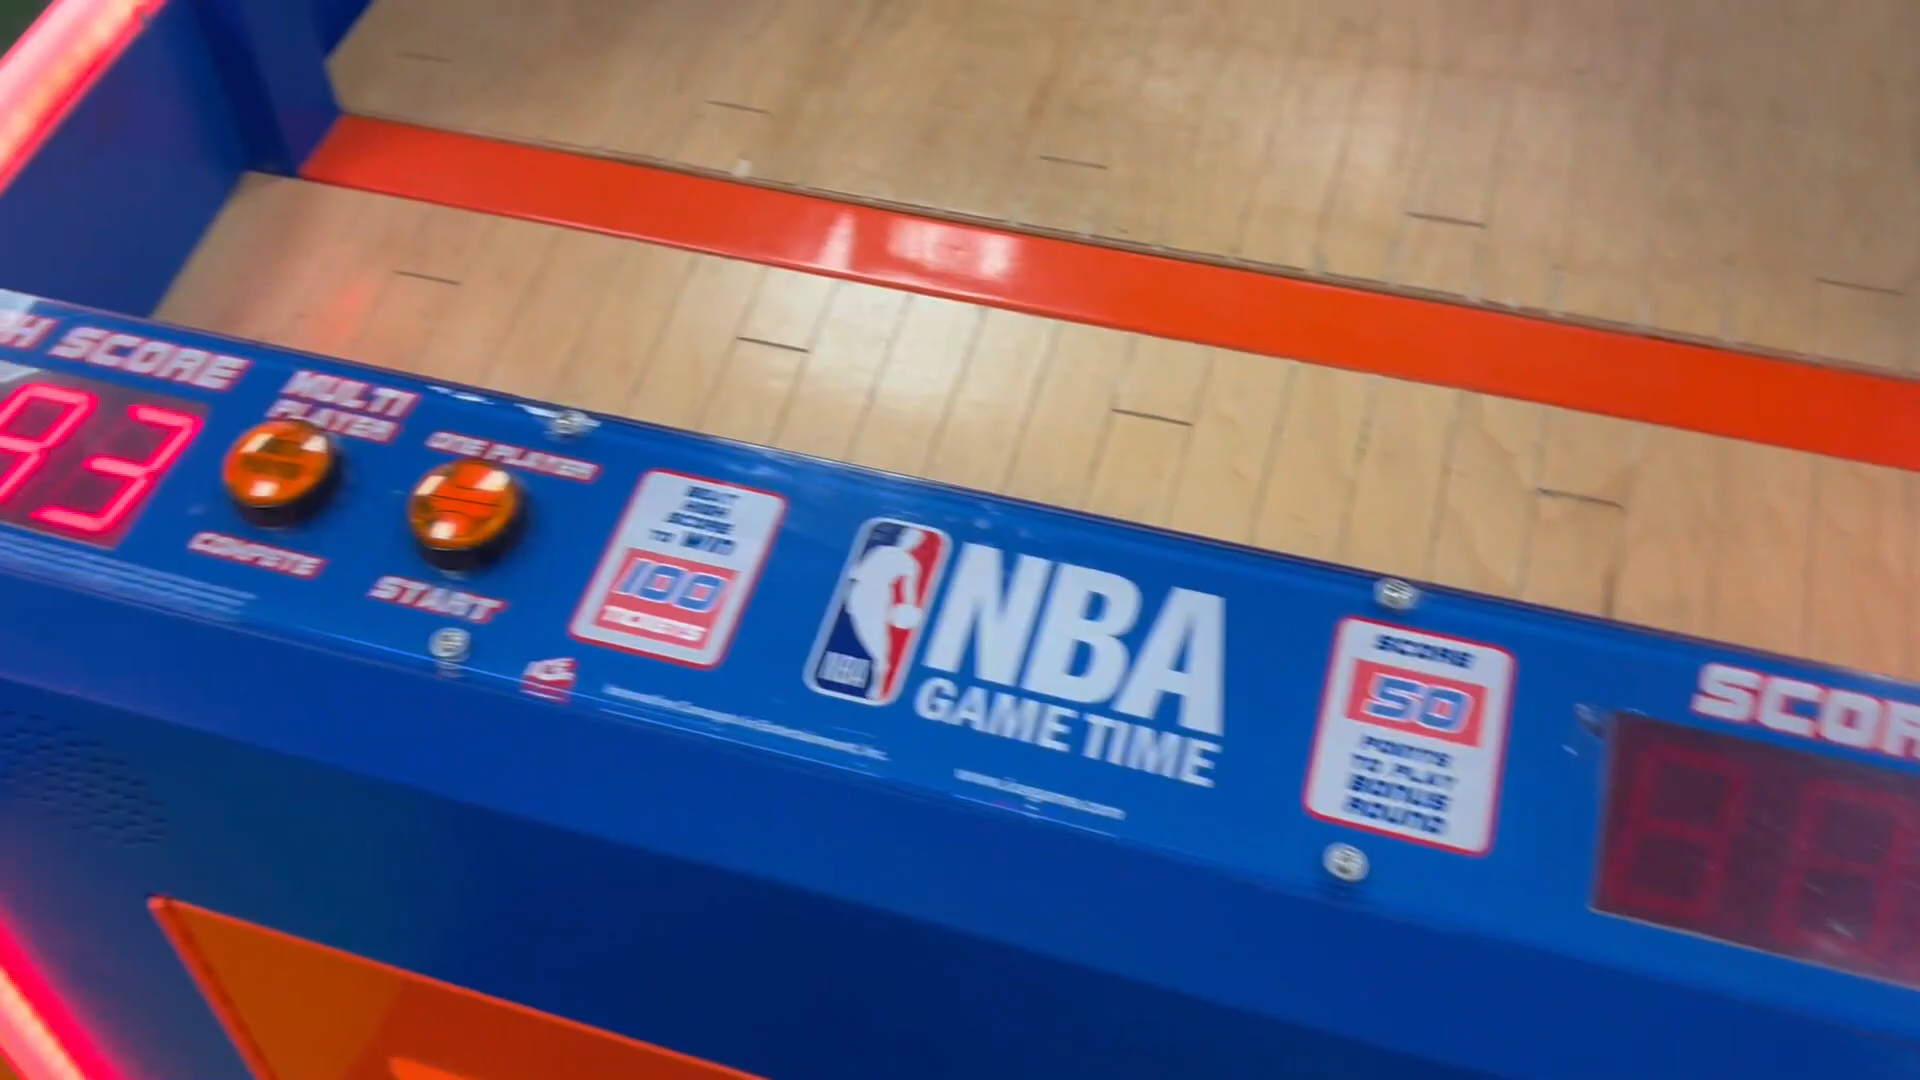 H SCORE
93
MULTI
PLAYER
COMPETE
ONE PLAYER
START
BEAT
HIGH
SCORE
TO WIN
100
TICKETS
ICE
NBA
NBA
GAME TIME
SCORE
50
POINTS
TO PLAY
BONUS
ROUND
SCOR